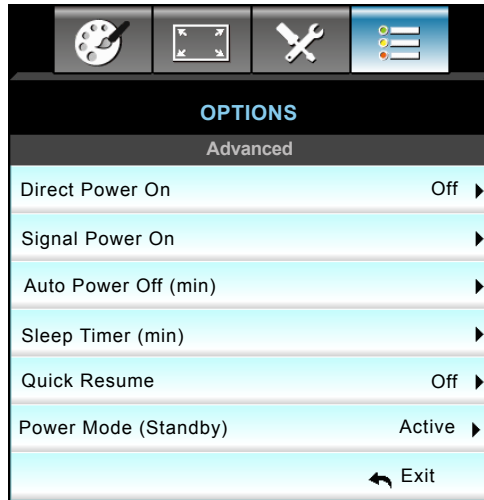 OPTIONS
Advanced
Direct Power On Off
Signal Power On
Auto Power Off (min)
Sleep Timer (min)
Quick Resume Off
Power Mode (Standby) Active
Exit